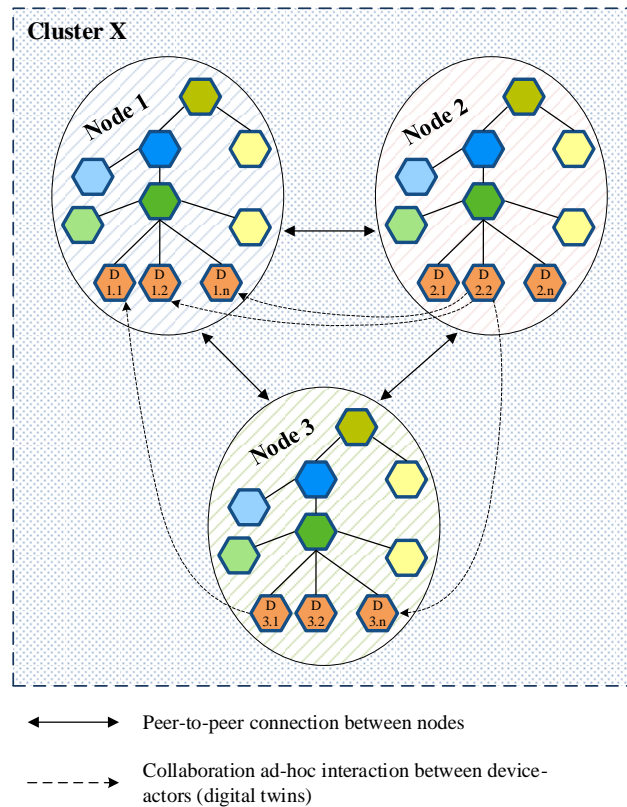 Cluster X
Node 1
Node 2
D
1.1
D
1.2
D
1.n
D
2.1
D
2.2
D
2.n
Node 3
D
3.1
D
3.2
D
3.n
Peer-to-peer connection between nodes
Collaboration ad-hoc interaction between device-
actors (digital twins)